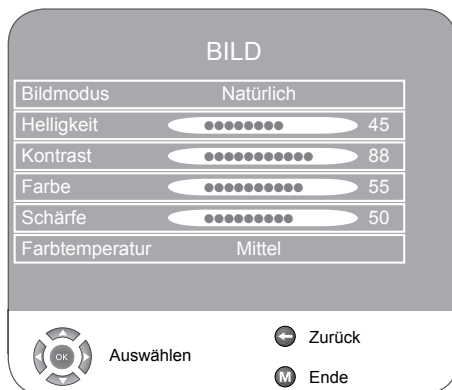 BILD
Bildmodus Natürlich
Helligkeit 45
Kontrast 88
Farbe 55
Schärfe 50
Farbtemperatur Mittel
Zurück
OK Auswählen
M Ende